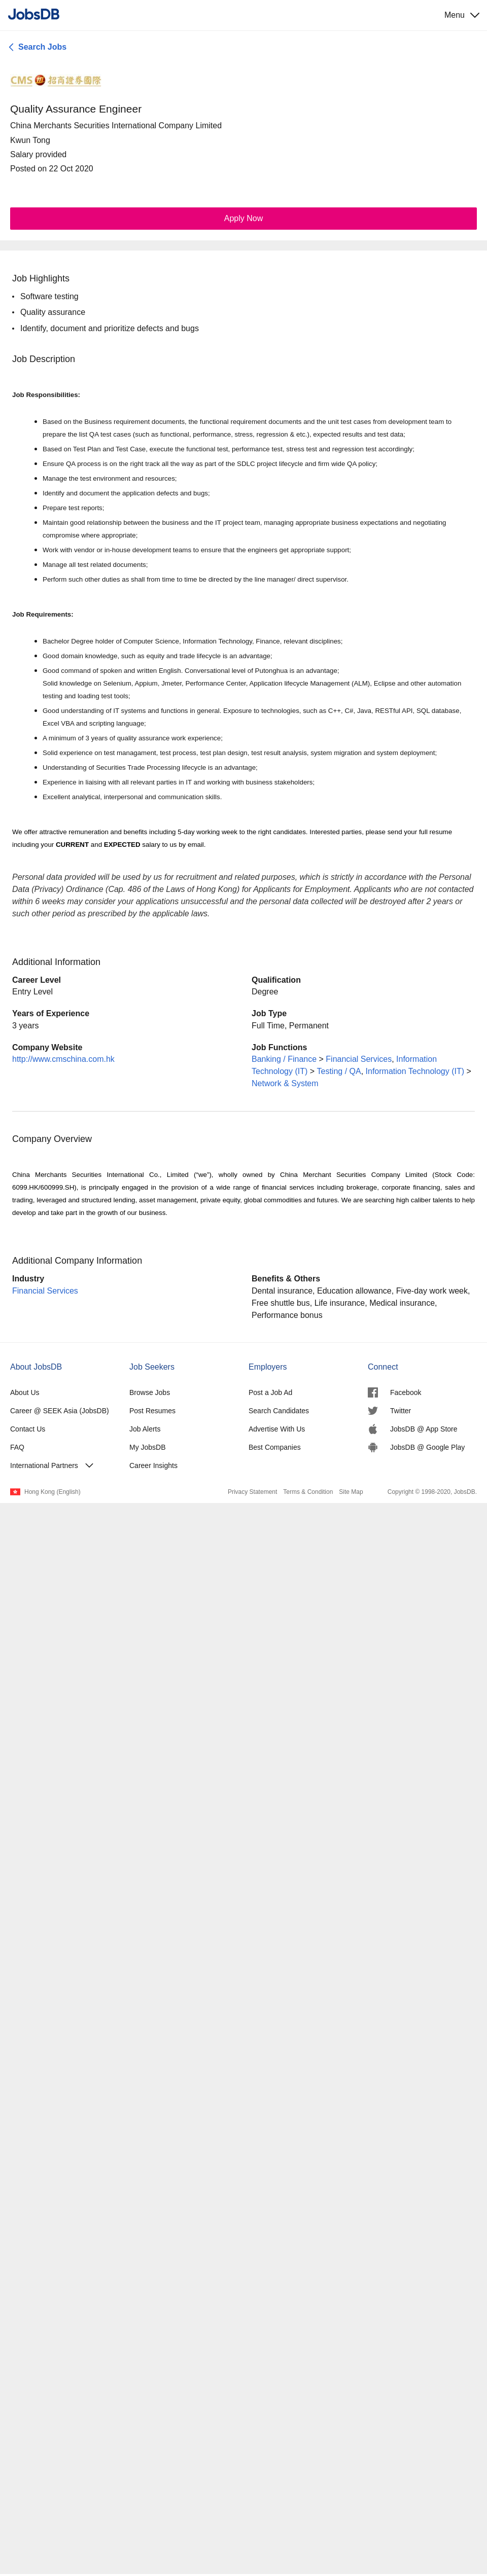 JobsDB
Menu
Search Jobs
CMS 招商證券國際
Quality Assurance Engineer
China Merchants Securities International Company Limited
Kwun Tong
Salary provided
Posted on 22 Oct 2020
Apply Now
Job Highlights
• Software testing
• Quality assurance
• Identify, document and prioritize defects and bugs
Job Description
Job Responsibilities:
• Based on the Business requirement documents, the functional requirement documents and the unit test cases from development team to
prepare the list QA test cases (such as functional, performance, stress, regression & etc.), expected results and test data;
• Based on Test Plan and Test Case, execute the functional test, performance test, stress test and regression test accordingly;
• Ensure QA process is on the right track all the way as part of the SDLC project lifecycle and firm wide QA policy;
• Manage the test environment and resources;
• Identify and document the application defects and bugs;
• Prepare test reports;
• Maintain good relationship between the business and the IT project team, managing appropriate business expectations and negotiating
compromise where appropriate;
• Work with vendor or in-house development teams to ensure that the engineers get appropriate support;
• Manage all test related documents;
• Perform such other duties as shall from time to time be directed by the line manager/ direct supervisor.
Job Requirements:
• Bachelor Degree holder of Computer Science, Information Technology, Finance, relevant disciplines;
• Good domain knowledge, such as equity and trade lifecycle is an advantage;
• Good command of spoken and written English. Conversational level of Putonghua is an advantage;
Solid knowledge on Selenium, Appium, Jmeter, Performance Center, Application Lifecycle Management (ALM), Eclipse and other automation
testing and loading test tools;
• Good understanding of IT systems and functions in general. Exposure to technologies, such as C++, C#, Java, RESTful API, SQL database,
Excel VBA and scripting language;
• A minimum of 3 years of quality assurance work experience;
• Solid experience on test managament, test process, test plan design, test result analysis, system migration and system deployment;
• Understanding of Securities Trade Processing lifecycle is an advantage;
• Experience in liaising with all relevant parties in IT and working with business stakeholders;
• Excellent analytical, interpersonal and communication skills.
We offer attractive remuneration and benefits including 5-day working week to the right candidates. Interested parties, please send your full resume
including your CURRENT and EXPECTED salary to us by email.
Personal data provided will be used by us for recruitment and related purposes, which is strictly in accordance with the Personal
Data (Privacy) Ordinance (Cap. 486 of the Laws of Hong Kong) for Applicants for Employment. Applicants who are not contacted
within 6 weeks may consider your applications unsuccessful and the personal data collected will be destroyed after 2 years or
such other period as prescribed by the applicable laws.
Additional Information
Career Level
Entry Level
Qualification
Degree
Years of Experience
3 years
Job Type
Full Time, Permanent
Company Website
http://www.cmschina.com.hk
Job Functions
Banking / Finance > Financial Services, Information
Technology (IT) > Testing / QA, Information Technology (IT) >
Network & System
Company Overview
China Merchants Securities International Co., Limited ("we"), wholly owned by China Merchant Securities Company Limited (Stock Code:
6099.HK/600999.SH), is principally engaged in the provision of a wide range of financial services including brokerage, corporate financing, sales and
trading, leveraged and structured lending, asset management, private equity, global commodities and futures. We are searching high caliber talents to help
develop and take part in the growth of our business.
Additional Company Information
Industry
Financial Services
Benefits & Others
Dental insurance, Education allowance, Five-day work week,
Free shuttle bus, Life insurance, Medical insurance,
Performance bonus
About JobsDB
About Us
Career @ SEEK Asia (JobsDB)
Contact Us
FAQ
International Partners
Job Seekers
Browse Jobs
Post Resumes
Job Alerts
My JobsDB
Career Insights
Employers
Post a Job Ad
Search Candidates
Advertise With Us
Best Companies
Connect
Facebook
Twitter
JobsDB @ App Store
JobsDB @ Google Play
Hong Kong (English)
Privacy Statement Terms & Condition Site Map Copyright © 1998-2020, JobsDB.